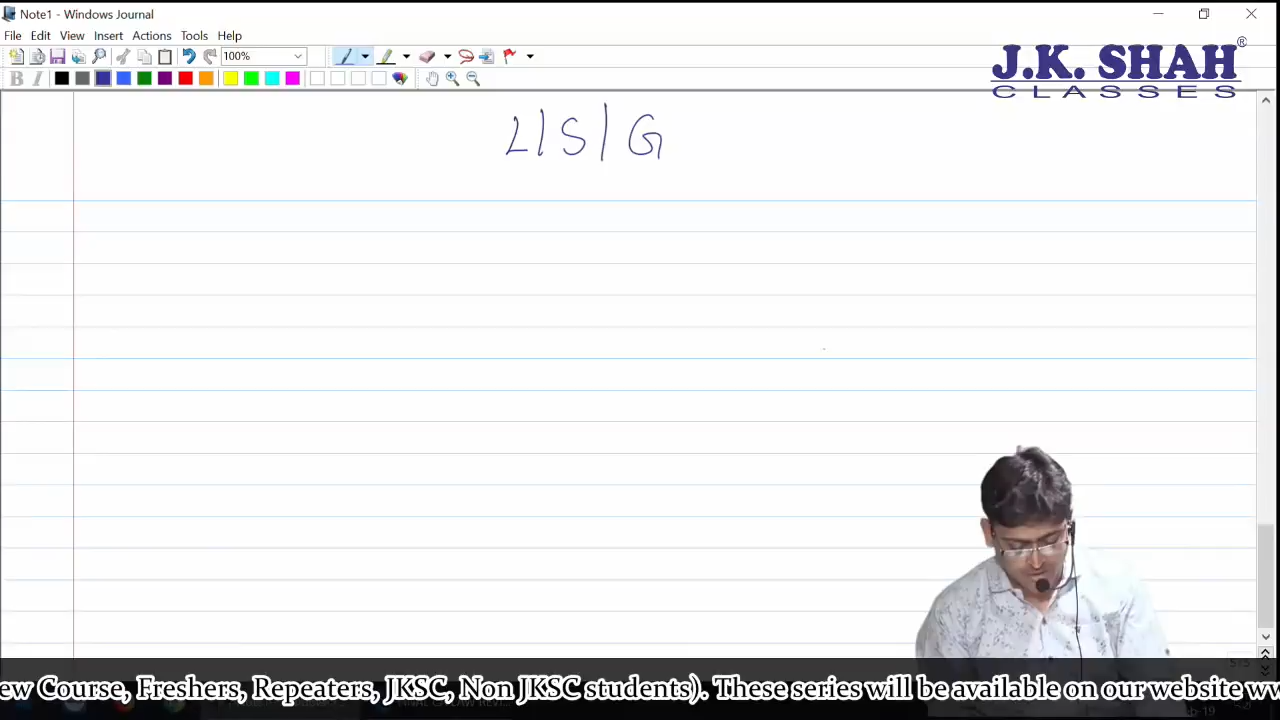 Note1 - Windows Journal
File Edit View Insert Actions Tools Help
100%
B I
J.K. SHAH ®
CLASSES
L | S | G
ew Course, Freshers, Repeaters, JKSC, Non JKSC students). These series will be available on our website ww